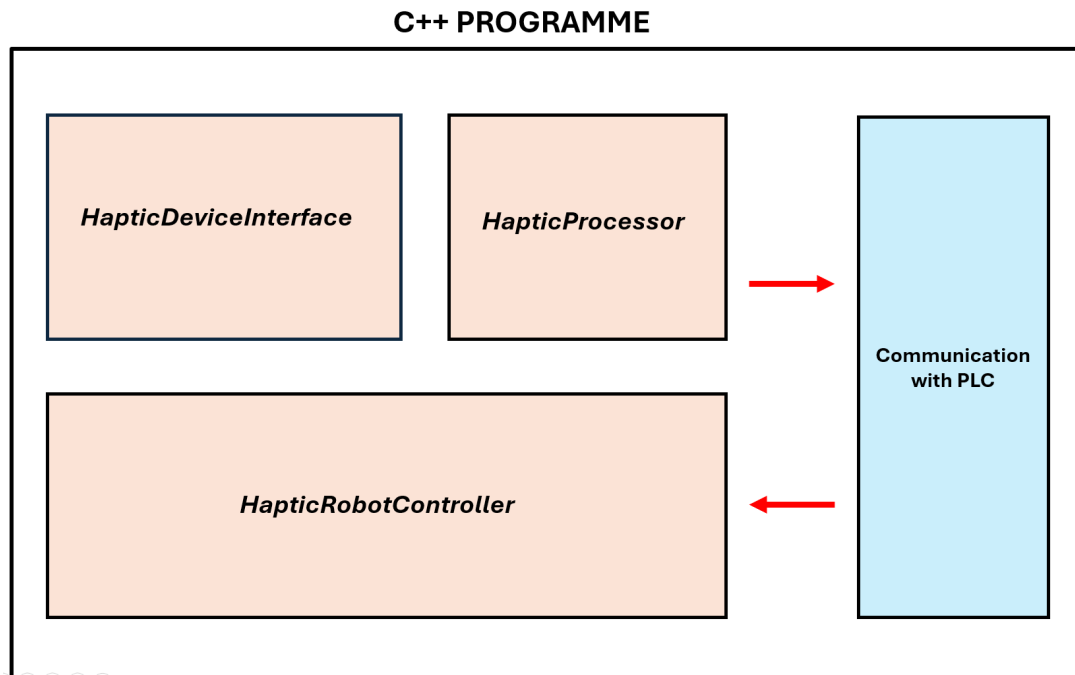 C++ PROGRAMME
HapticDeviceInterface
HapticProcessor
Communication
with PLC
HapticRobotController